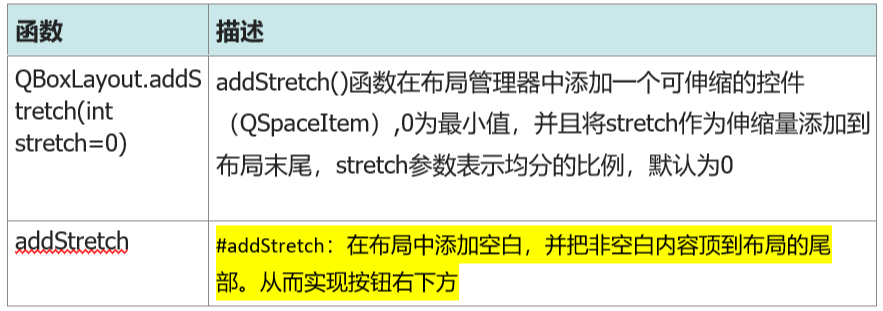 函数
描述
QBoxLayout.addS
tretch(int
stretch=0)
addStretch()函数在布局管理器中添加一个可伸缩的控件
（QSpaceItem）,0为最小值，并且将stretch作为伸缩量添加到
布局末尾，stretch参数表示均分的比例，默认为0
addStretch
#addStretch：在布局中添加空白，并把非空白内容顶到布局的尾
部。从而实现按钮右下方